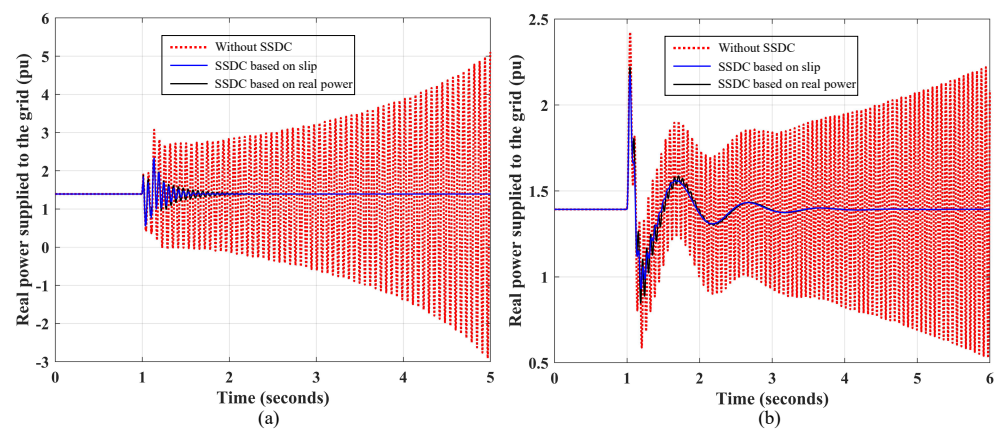 Real power supplied to the grid (pu)
6
5
4
3
2
1
0
-1
-2
-3
Without SSDC
SSDC based on slip
SSDC based on real power
0
1
2
3
4
5
Time (seconds)
(a)
Real power supplied to the grid (pu)
2.5
2
1.5
1
0.5
Without SSDC
SSDC based on slip
SSDC based on real power
0
1
2
3
4
5
6
Time (seconds)
(b)